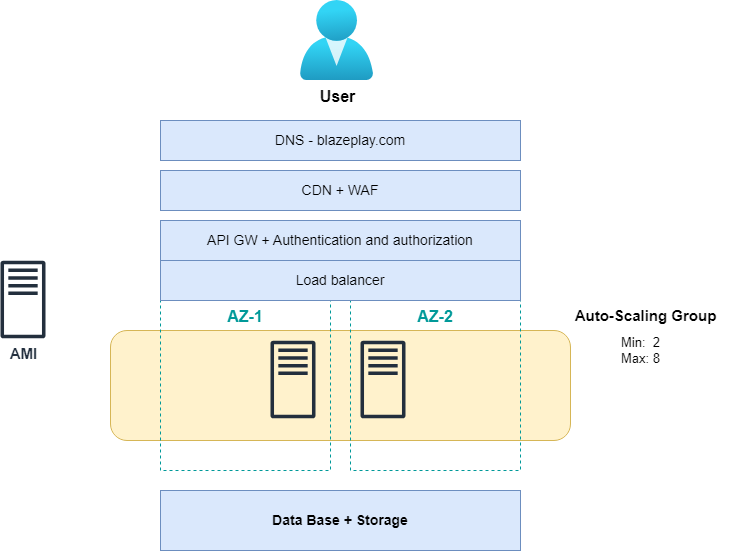 User
DNS - blazeplay.com
CDN + WAF
API GW + Authentication and authorization
Load balancer
AZ-1
AZ-2
Auto-Scaling Group
Min: 2
Max: 8
AMI
Data Base + Storage